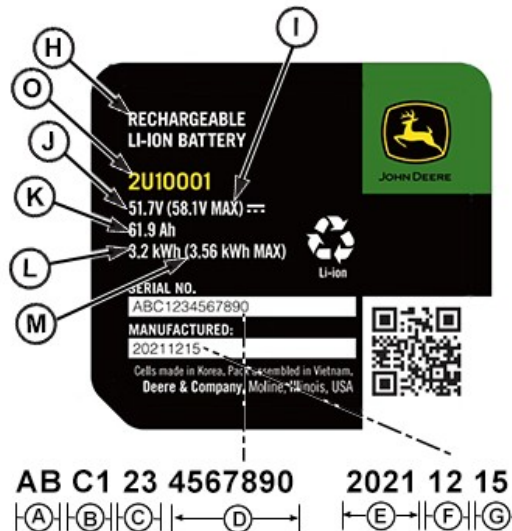 H
I
O
RECHARGEABLE
LI-ION BATTERY
JOHN DEERE
J
2U10001
51.7V (58.1V MAX)
K
61.9 Ah
L
3.2 kWh (3.56 kWh MAX)
Li-ion
M
SERIAL NO.
ABC1234567890
MANUFACTURED:
20211215
Cells made in Korea, Pack assembled in Vietnam.
Deere & Company, Moline, Illinois, USA
AB C1 23 4567890 2021 12 15
A B C D E F G